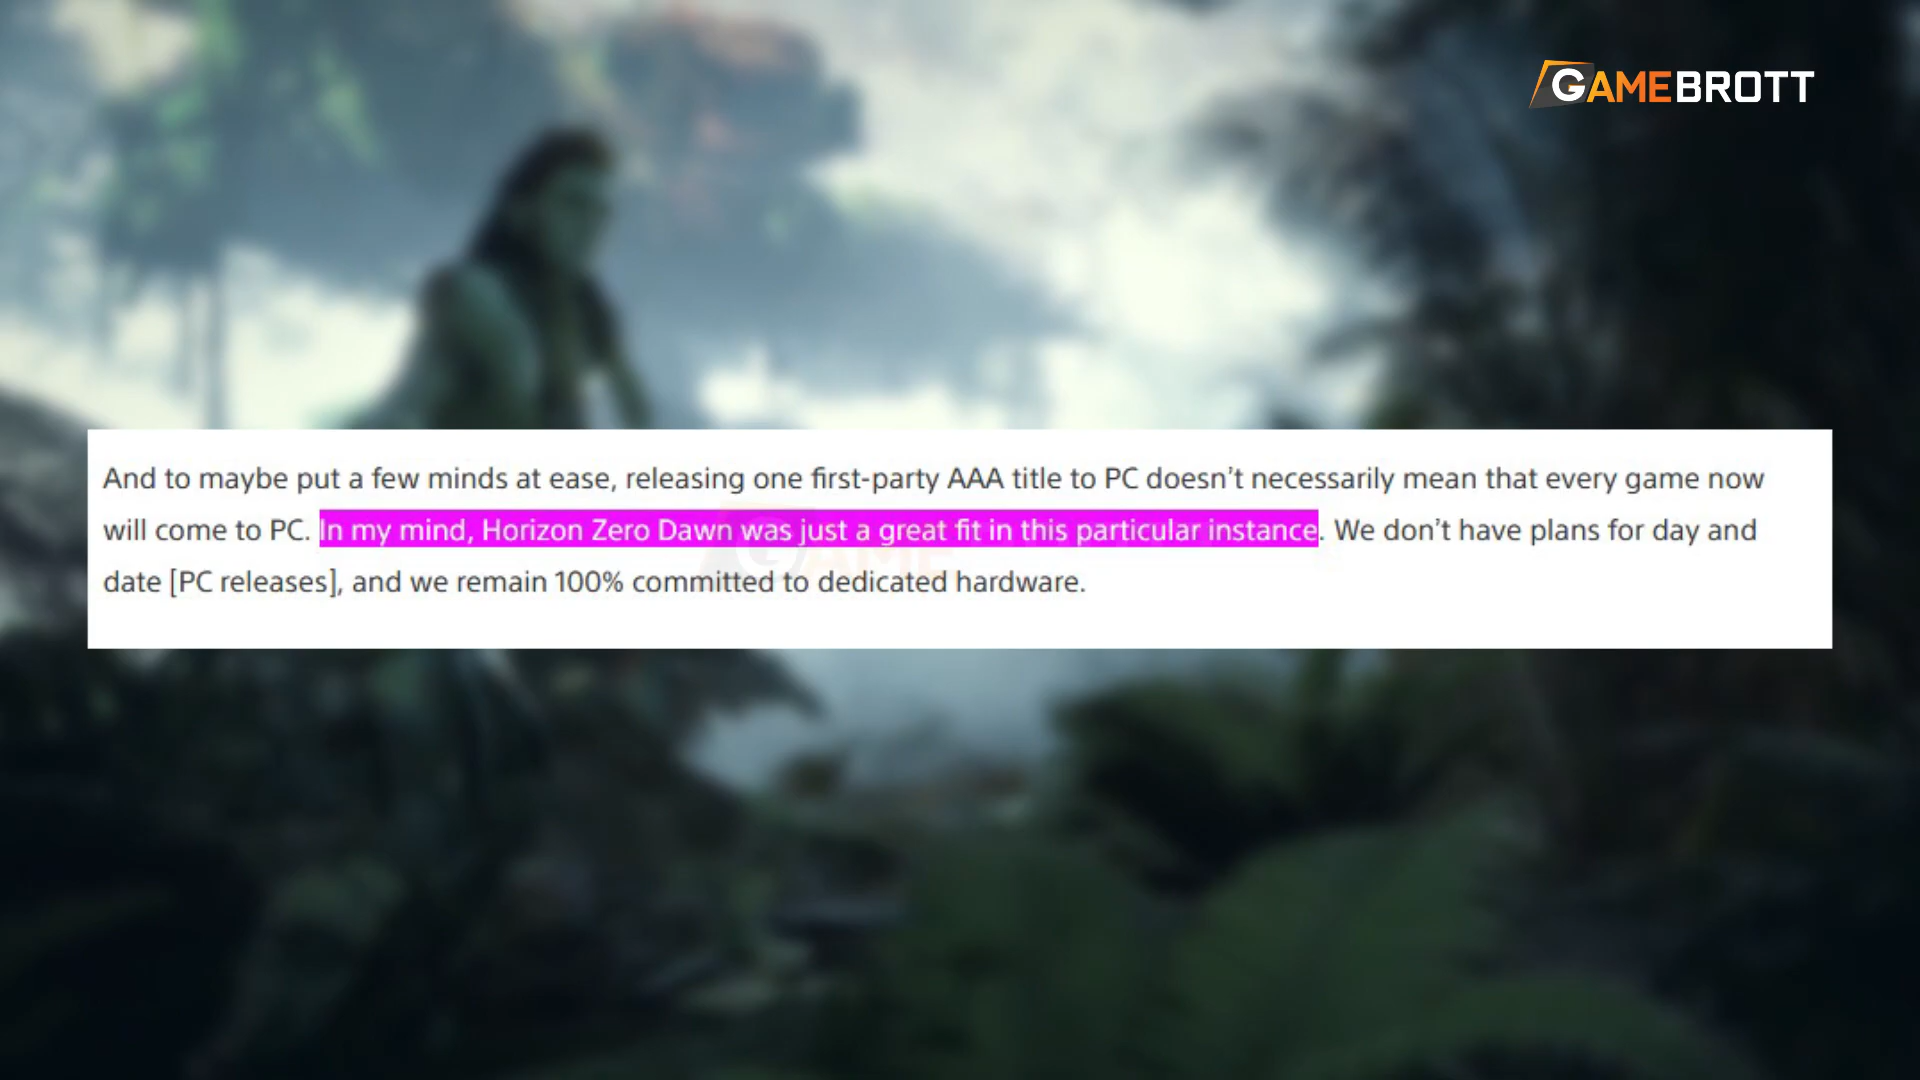 GAMEBROTT
And to maybe put a few minds at ease, releasing one first-party AAA title to PC doesn’t necessarily mean that every game now
will come to PC. In my mind, Horizon Zero Dawn was just a great fit in this particular instance. We don’t have plans for day and
date [PC releases], and we remain 100% committed to dedicated hardware.